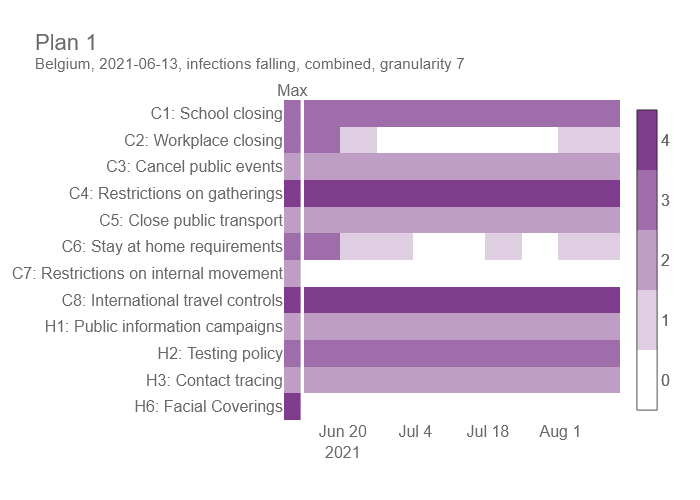 Plan 1
Belgium, 2021-06-13, infections falling, combined, granularity 7
Max
C1: School closing
C2: Workplace closing
C3: Cancel public events
C4: Restrictions on gatherings
C5: Close public transport
C6: Stay at home requirements
C7: Restrictions on internal movement
C8: International travel controls
H1: Public information campaigns
H2: Testing policy
H3: Contact tracing
H6: Facial Coverings
Jun 20 Jul 4 Jul 18 Aug 1
2021
4
3
2
1
0